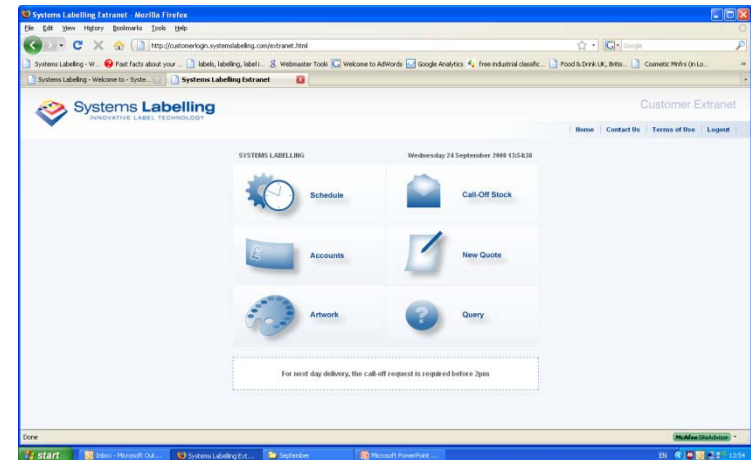 Systems Labelling Extranet - Mozilla Firefox
File Edit View History Bookmarks Tools Help
http://customerlogin.systemslabeling.com/extranet.html
Google
Systems Labeling - W... Fast facts about your ... labels, labelling, labeli... Webmaster Tools Welcome to AdWords Google Analytics free industrial classific... Food & Drink UK, Britis... Cosmetic Mnfrs (in Lo...
Systems Labeling - Welcome to - Syste... Systems Labelling Extranet
Systems Labelling
INNOVATIVE LABEL TECHNOLOGY
Customer Extranet
Home Contact Us Terms of Use Logout
SYSTEMS LABELLING Wednesday 24 September 2008 13:54:38
Schedule Call-Off Stock
£
Accounts New Quote
Artwork ? Query
For next day delivery, the call-off request is required before 2pm
Done McAfee SiteAdvisor
start Inbox - Microsoft Out... Systems Labelling Ext... September Microsoft PowerPoint ... EN 13:54